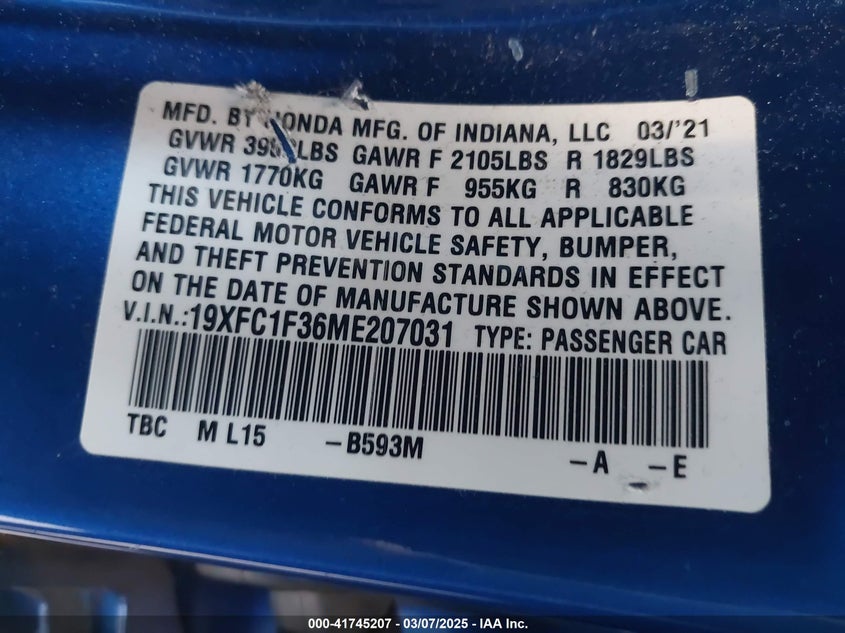 MFD. BY HONDA MFG. OF INDIANA, LLC 03/'21
GVWR LBS GAWR F 2105LBS R 1829LBS
GVWR 1770KG GAWR F 955KG R 830KG
THIS VEHICLE CONFORMS TO ALL APPLICABLE
FEDERAL MOTOR VEHICLE SAFETY, BUMPER,
AND THEFT PREVENTION STANDARDS IN EFFECT
ON THE DATE OF MANUFACTURE SHOWN ABOVE.
V.I.N.:19XFC1F36ME207031 TYPE: PASSENGER CAR
TBC M L15 -B593M -A -E
000-41745207 - 03/07/2025 - IAA Inc.